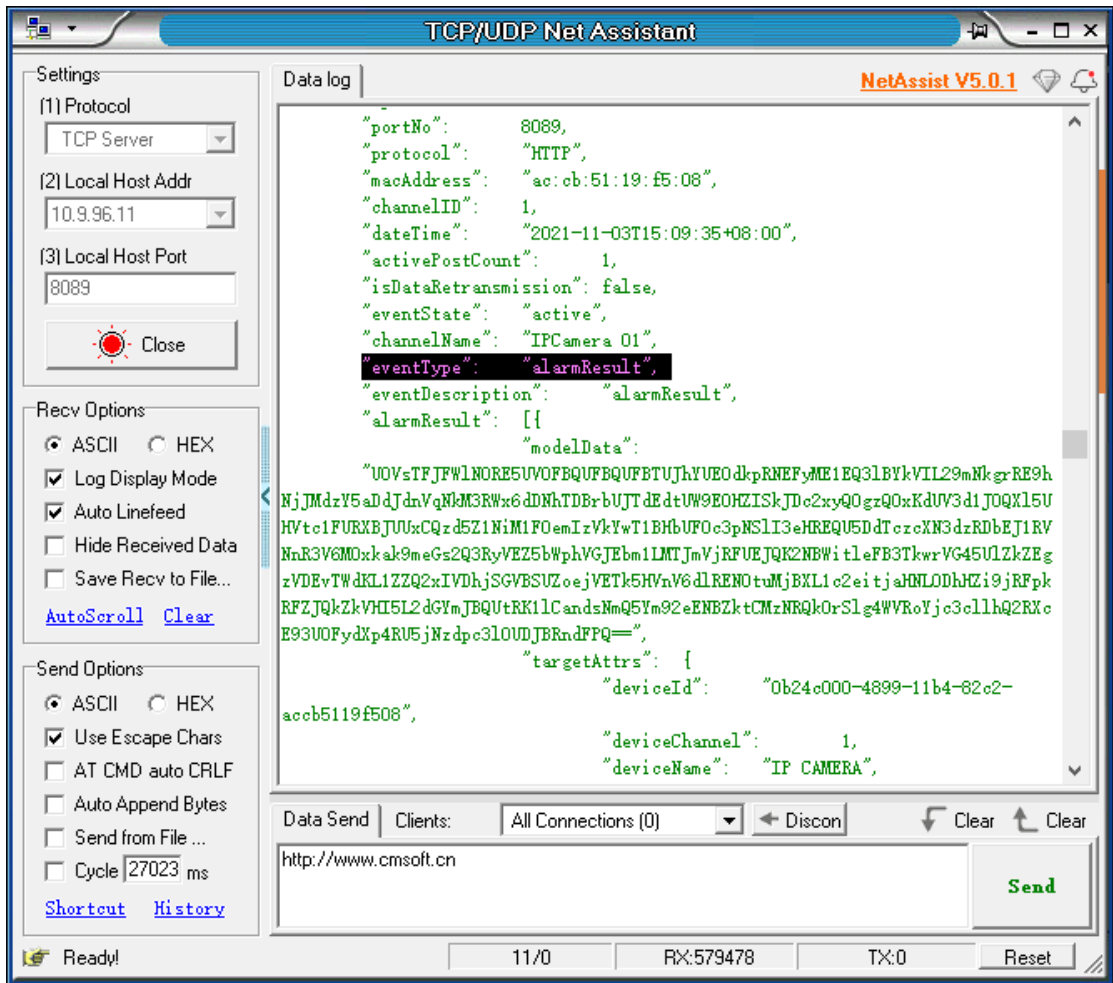 TCP/UDP Net Assistant
Settings
(1) Protocol
TCP Server
(2) Local Host Addr
10.9.96.11
(3) Local Host Port
8089
Close
Recv Options
ASCII HEX
Log Display Mode
Auto Linefeed
Hide Received Data
Save Recv to File...
AutoScroll Clear
Send Options
ASCII HEX
Use Escape Chars
AT CMD auto CRLF
Auto Append Bytes
Send from File ...
Cycle 27023 ms
Shortcut History
Data log
NetAssist V5.0.1
"portNo": 8089,
"protocol": "HTTP",
"macAddress": "ac:cb:51:19:f5:08",
"channelID": 1,
"dateTime": "2021-11-03T15:09:35+08:00",
"activePostCount": 1,
"isDataRetransmission": false,
"eventState": "active",
"channelName": "IPCamera 01",
"eventType": "alarmResult",
"eventDescription": "alarmResult",
"alarmResult": [{
"modelData":
"targetAttrs": {
"deviceId": "0b24c000-4899-11b4-82c2-
accb5119f508",
"deviceChannel": 1,
"deviceName": "IP CAMERA",
Data Send Clients: All Connections (0) Discon Clear Clear
http://www.cmsoft.cn
Send
Ready! 11/0 RX:579478 TX:0 Reset